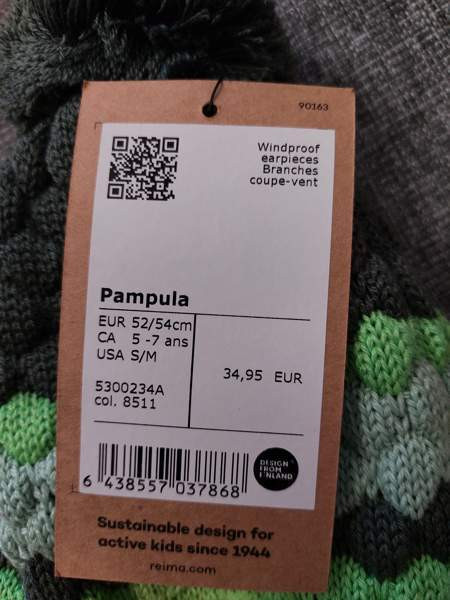 90163
Windproof
earpieces
Branches
coupe-vent
Pampula
EUR 52/54cm
CA 5 -7 ans
USA S/M
34,95 EUR
5300234A
col. 8511
6 438557 037868
DESIGN
FROM
FINLAND
Sustainable design for
active kids since 1944
reima.com